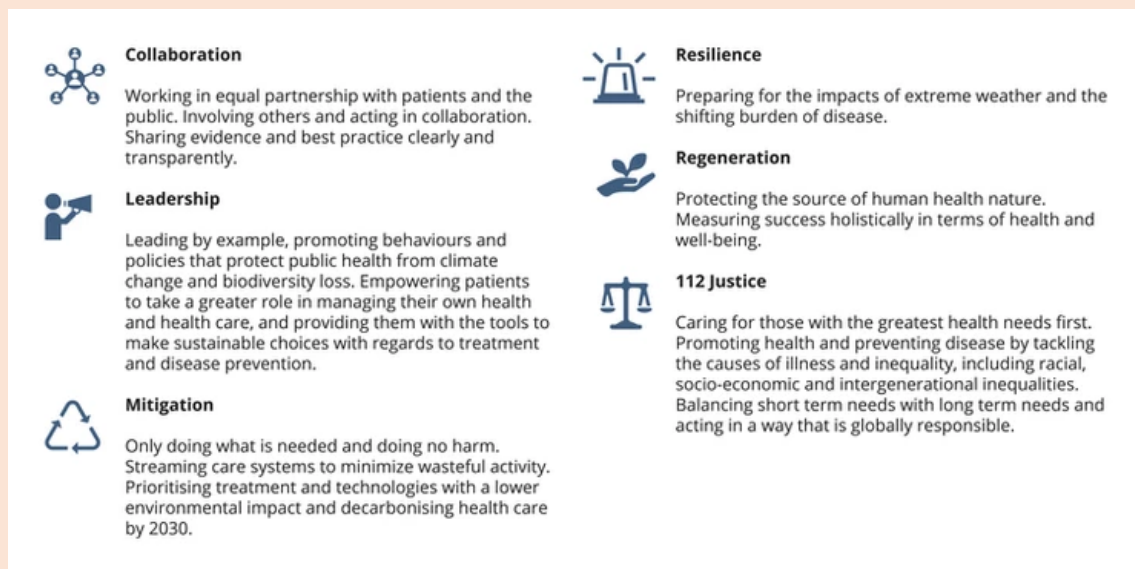 Collaboration
Working in equal partnership with patients and the
public. Involving others and acting in collaboration.
Sharing evidence and best practice clearly and
transparently.
Leadership
Leading by example, promoting behaviours and
policies that protect public health from climate
change and biodiversity loss. Empowering patients
to take a greater role in managing their own health
and health care, and providing them with the tools to
make sustainable choices with regards to treatment
and disease prevention.
Mitigation
Only doing what is needed and doing no harm.
Streaming care systems to minimize wasteful activity.
Prioritising treatment and technologies with a lower
environmental impact and decarbonising health care
by 2030.
Resilience
Preparing for the impacts of extreme weather and the
shifting burden of disease.
Regeneration
Protecting the source of human health nature.
Measuring success holistically in terms of health and
well-being.
112 Justice
Caring for those with the greatest health needs first.
Promoting health and preventing disease by tackling
the causes of illness and inequality, including racial,
socio-economic and intergenerational inequalities.
Balancing short term needs with long term needs and
acting in a way that is globally responsible.